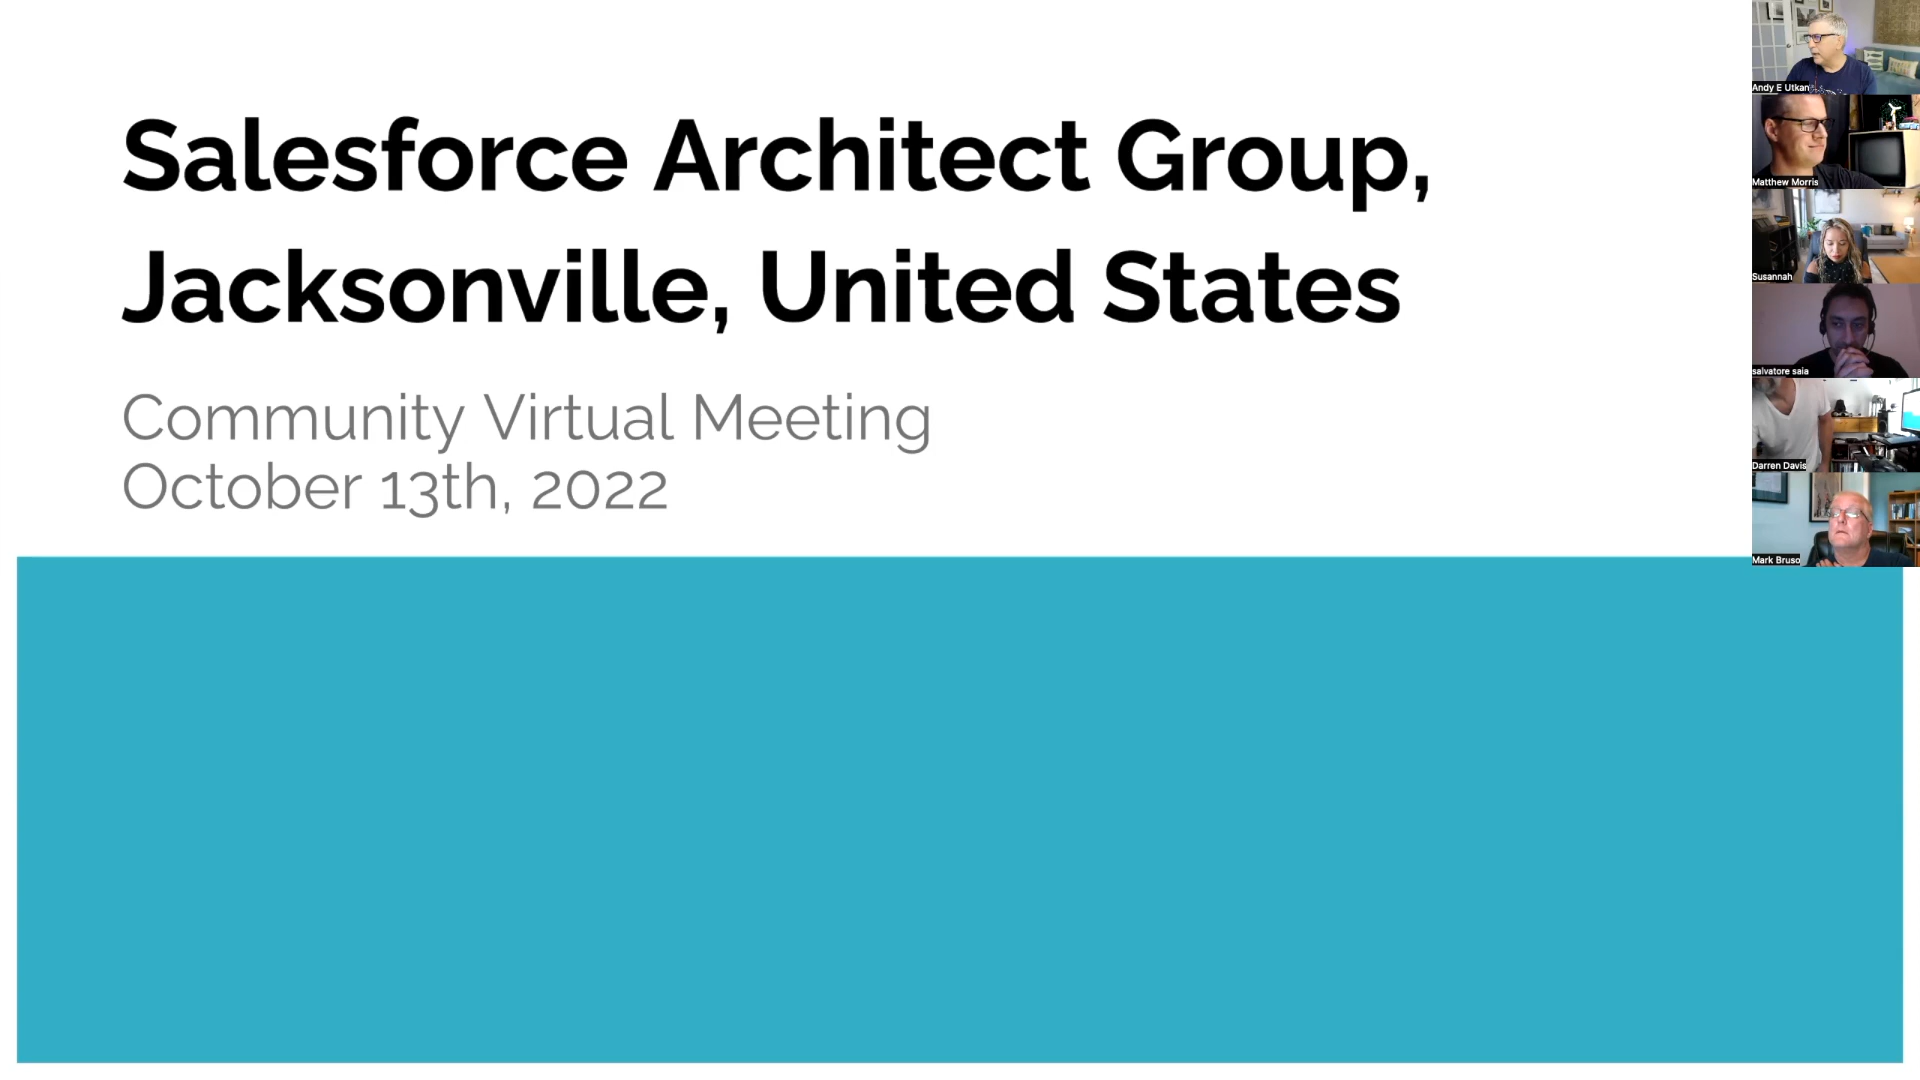 Salesforce Architect Group,
Jacksonville, United States
Community Virtual Meeting
October 13th, 2022
Andy E Utkan
Matthew Morris
Susannah
salvatore saia
Darren Davis
Mark Bruso